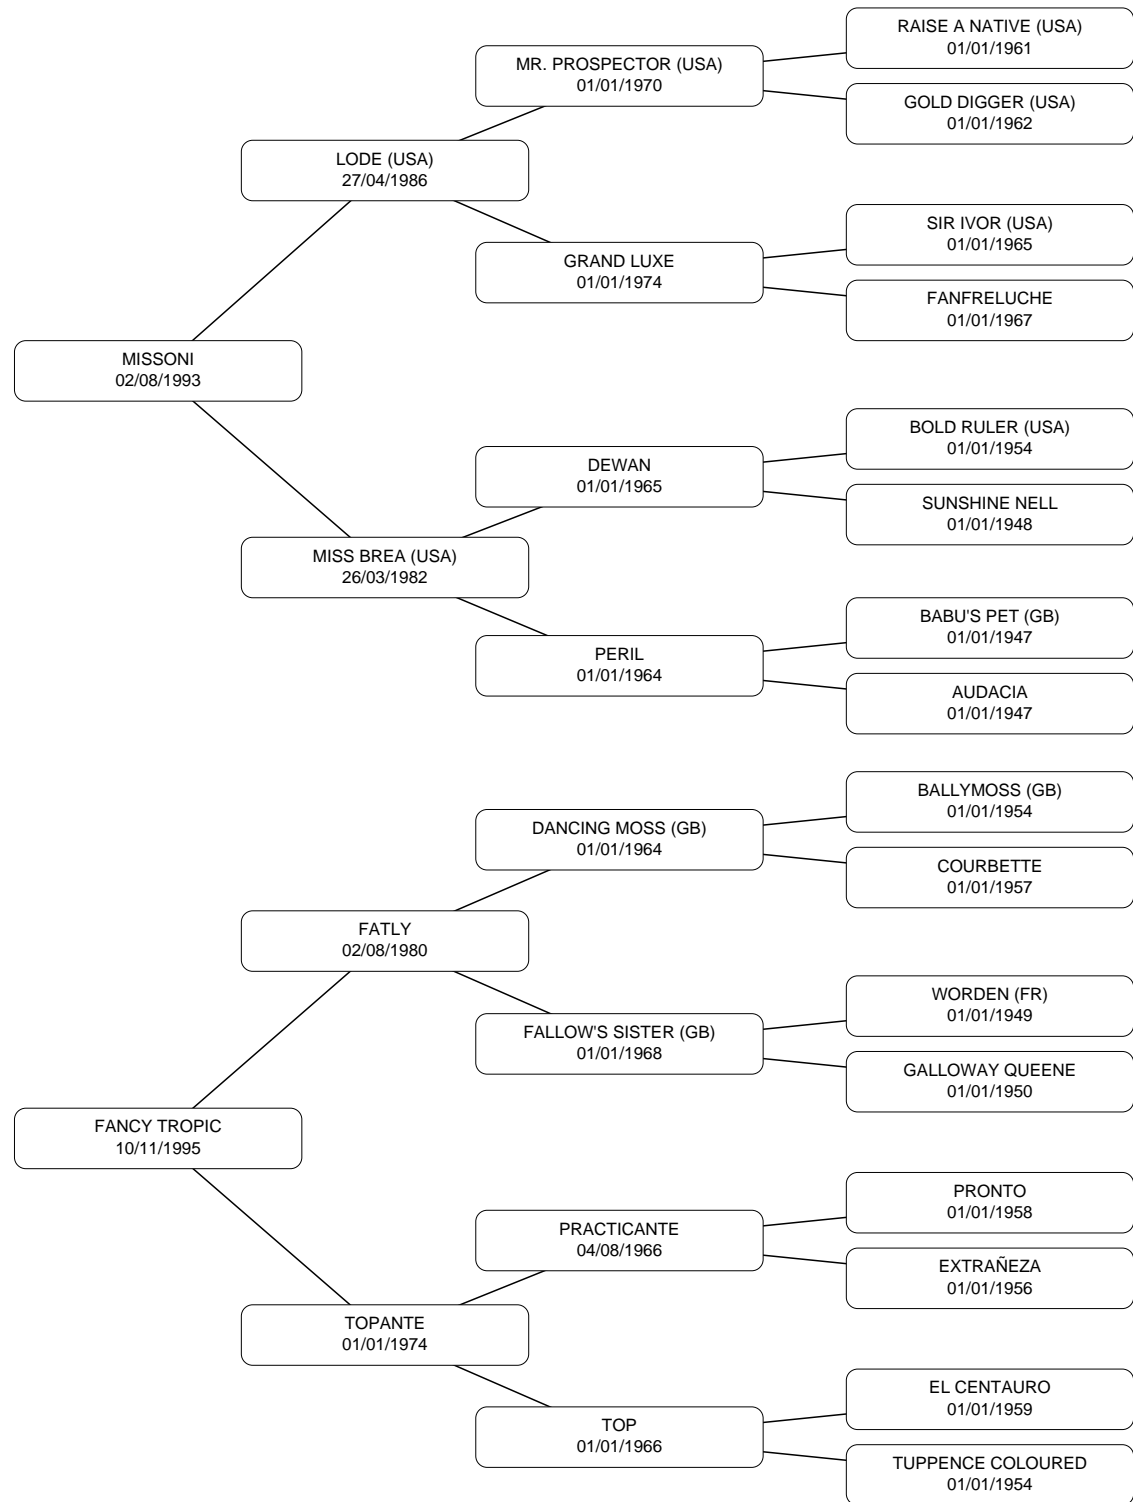 RAISE A NATIVE (USA)
01/01/1961
MR. PROSPECTOR (USA)
01/01/1970
GOLD DIGGER (USA)
01/01/1962
LODE (USA)
27/04/1986
SIR IVOR (USA)
01/01/1965
GRAND LUXE
01/01/1974
FANFRELUCHE
01/01/1967
MISSONI
02/08/1993
BOLD RULER (USA)
01/01/1954
DEWAN
01/01/1965
SUNSHINE NELL
01/01/1948
MISS BREA (USA)
26/03/1982
BABU'S PET (GB)
01/01/1947
PERIL
01/01/1964
AUDACIA
01/01/1947
BALLYMOSS (GB)
01/01/1954
DANCING MOSS (GB)
01/01/1964
COURBETTE
01/01/1957
FATLY
02/08/1980
WORDEN (FR)
01/01/1949
FALLOW'S SISTER (GB)
01/01/1968
GALLOWAY QUEENE
01/01/1950
FANCY TROPIC
10/11/1995
PRONTO
01/01/1958
PRACTICANTE
04/08/1966
EXTRAÑEZA
01/01/1956
TOPANTE
01/01/1974
EL CENTAURO
01/01/1959
TOP
01/01/1966
TUPPENCE COLOURED
01/01/1954